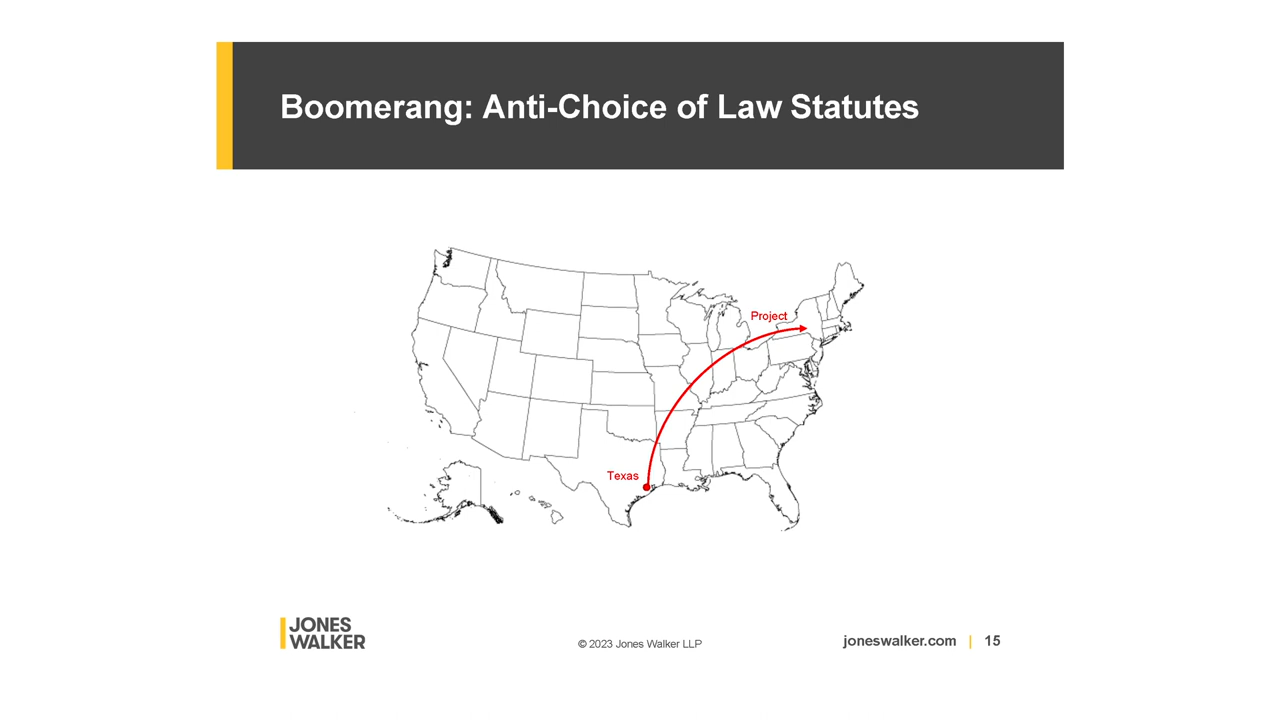 Boomerang: Anti-Choice of Law Statutes
Project
Texas
JONES
WALKER
© 2023 Jones Walker LLP
joneswalker.com | 15